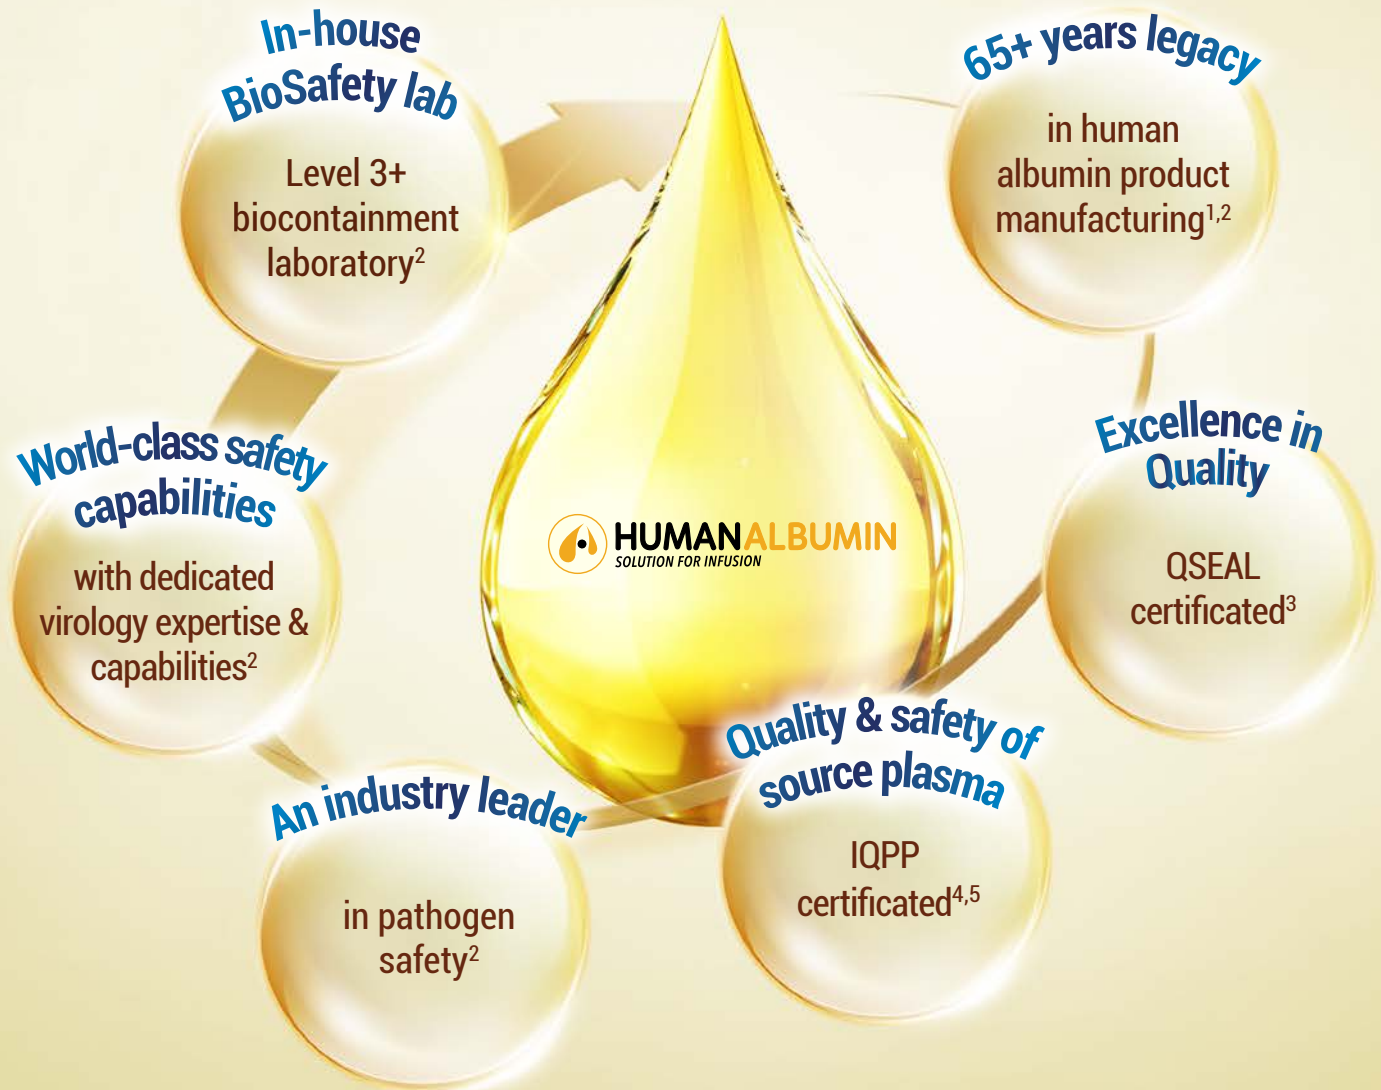 In-house
BioSafety lab
Level 3+
biocontainment
laboratory²
65+ years legacy
in human
albumin product
manufacturing¹,²
World-class safety
capabilities
with dedicated
virology expertise &
capabilities²
HUMANALBUMIN
SOLUTION FOR INFUSION
Excellence in
Quality
QSEAL
certificated³
An industry leader
in pathogen
safety²
Quality & safety of
source plasma
IQPP
certificated⁴,⁵